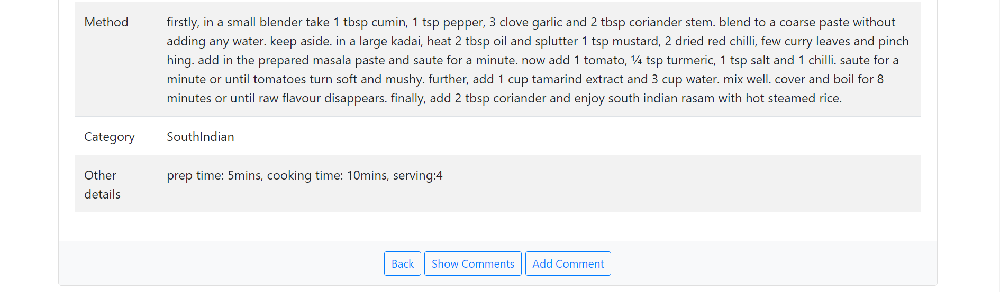 Method
firstly, in a small blender take 1 tbsp cumin, 1 tsp pepper, 3 clove garlic and 2 tbsp coriander stem. blend to a coarse paste without
adding any water. keep aside. in a large kadai, heat 2 tbsp oil and splutter 1 tsp mustard, 2 dried red chilli, few curry leaves and pinch
hing. add in the prepared masala paste and saute for a minute. now add 1 tomato, ¼ tsp turmeric, 1 tsp salt and 1 chilli. saute for a
minute or until tomatoes turn soft and mushy. further, add 1 cup tamarind extract and 3 cup water. mix well. cover and boil for 8
minutes or until raw flavour disappears. finally, add 2 tbsp coriander and enjoy south indian rasam with hot steamed rice.
Category
SouthIndian
Other
details
prep time: 5mins, cooking time: 10mins, serving:4
Back
Show Comments
Add Comment